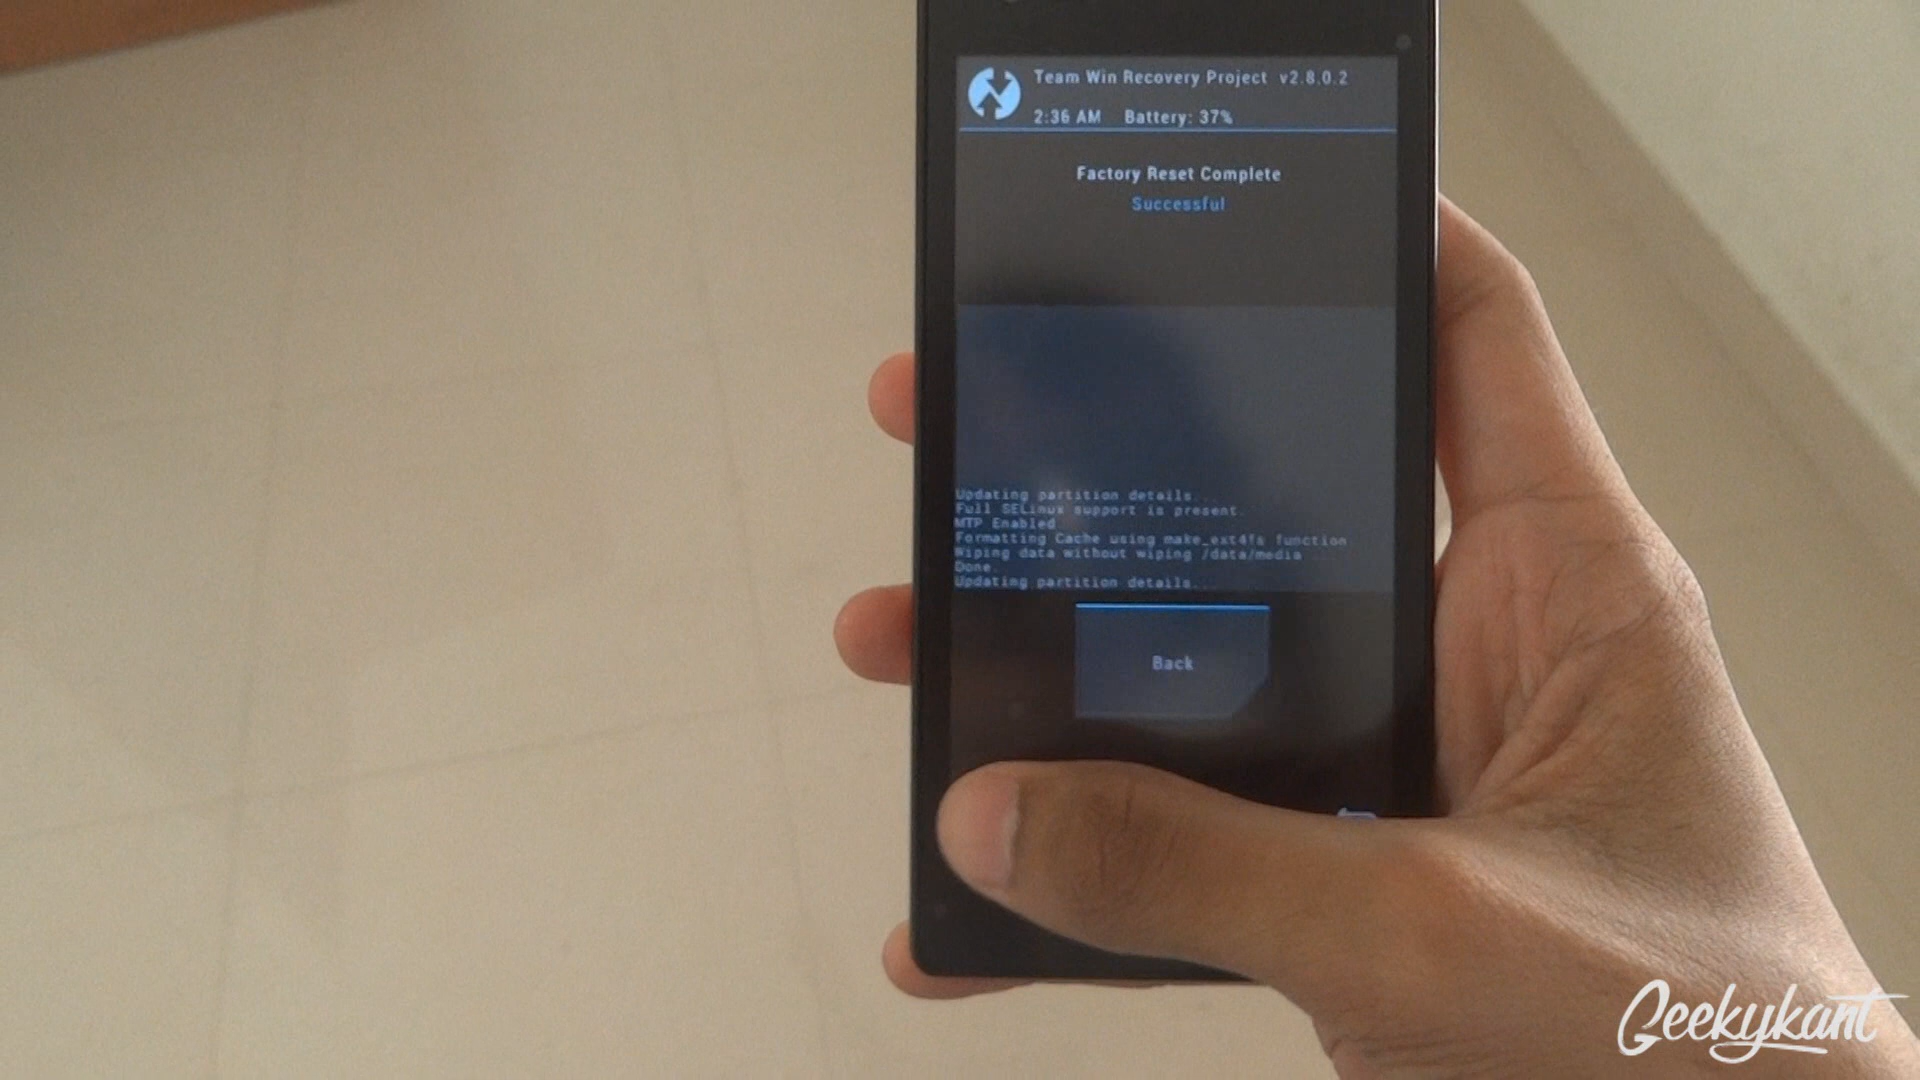 Team Win Recovery Project v2.8.0.2
2:36 AM Battery: 37%
Factory Reset Complete
Successful
Updating partition details...
Full SELinux support is present.
MTP Enabled
Formatting Cache using make_ext4fs function
Wiping data without wiping /data/media
Done.
Updating partition details...
Back
Geekykant